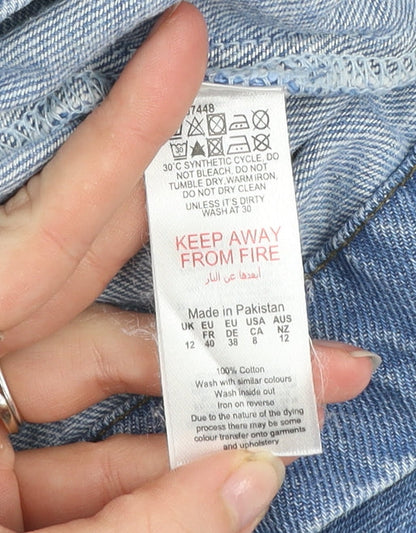 744B
30
30°C SYNTHETIC CYCLE, DO
NOT BLEACH, DO NOT
TUMBLE DRY, WARM IRON,
DO NOT DRY CLEAN
UNLESS IT'S DIRTY
WASH AT 30
KEEP AWAY
FROM FIRE
أبعدها عن النار
Made in Pakistan
UK EU EU USA AUS
FR DE CA NZ
12 40 38 8 12
100% Cotton
Wash with similar colours
Wash inside out
Iron on reverse
Due to the nature of the dying
process there may be some
colour transfer onto garments
and upholstery